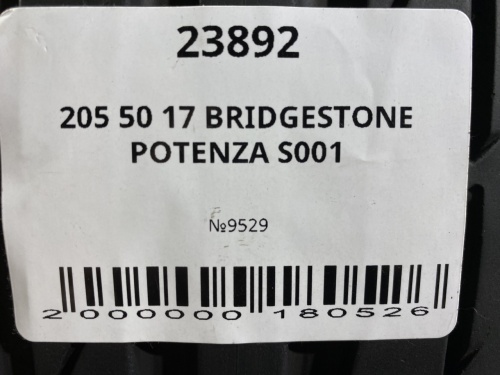 23892
205 50 17 BRIDGESTONE
POTENZA S001
№9529
2 000000 180526